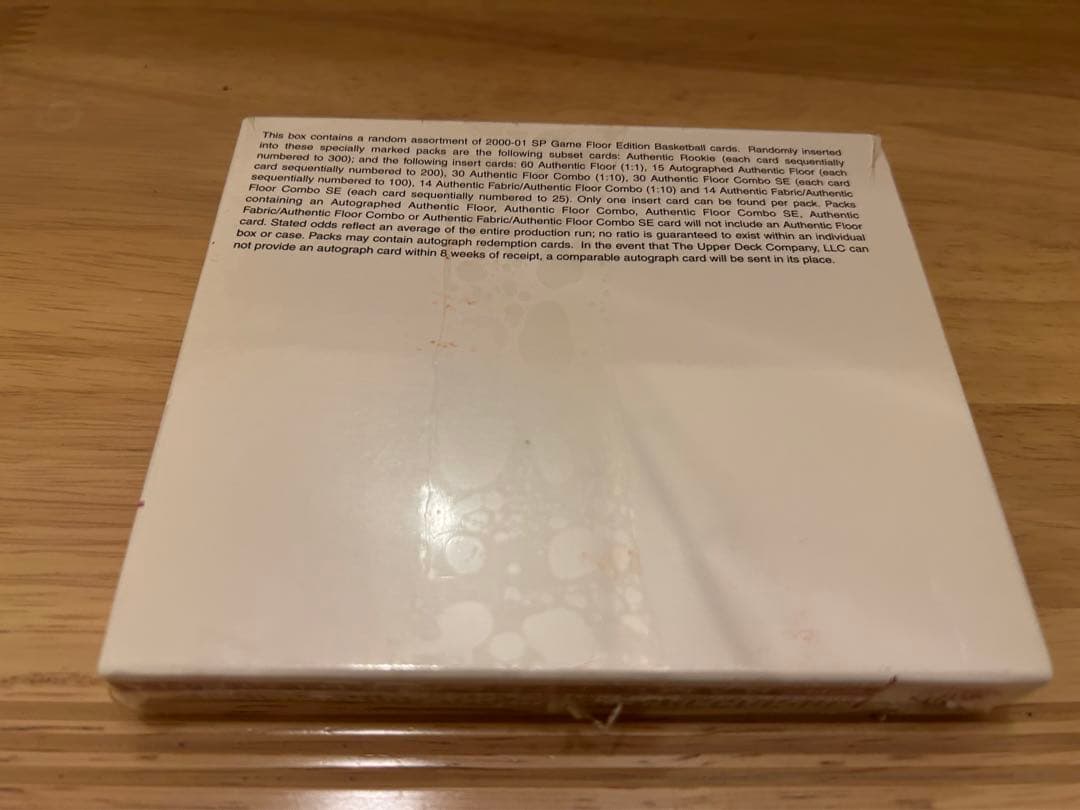 This box contains a random assortment of 2000-01 SP Game Floor Edition Basketball cards. Randomly inserted
into these specially marked packs are the following subset cards: Authentic Rookie (each card sequentially
numbered to 300); and the following insert cards: 60 Authentic Floor (1:1), 15 Autographed Authentic Floor (each
card sequentially numbered to 200), 30 Authentic Floor Combo (1:10), 30 Authentic Floor Combo SE (each card
sequentially numbered to 100), 14 Authentic Fabric/Authentic Floor Combo (1:10) and 14 Authentic Fabric/Authentic
Floor Combo SE (each card sequentially numbered to 25). Only one insert card can be found per pack. Packs
containing an Autographed Authentic Floor, Authentic Floor Combo, Authentic Floor Combo SE, Authentic
Fabric/Authentic Floor Combo or Authentic Fabric/Authentic Floor Combo SE card will not include an Authentic Floor
card. Stated odds reflect an average of the entire production run; no ratio is guaranteed to exist within an individual
box or case. Packs may contain autograph redemption cards. In the event that The Upper Deck Company, LLC can
not provide an autograph card within 8 weeks of receipt, a comparable autograph card will be sent in its place.